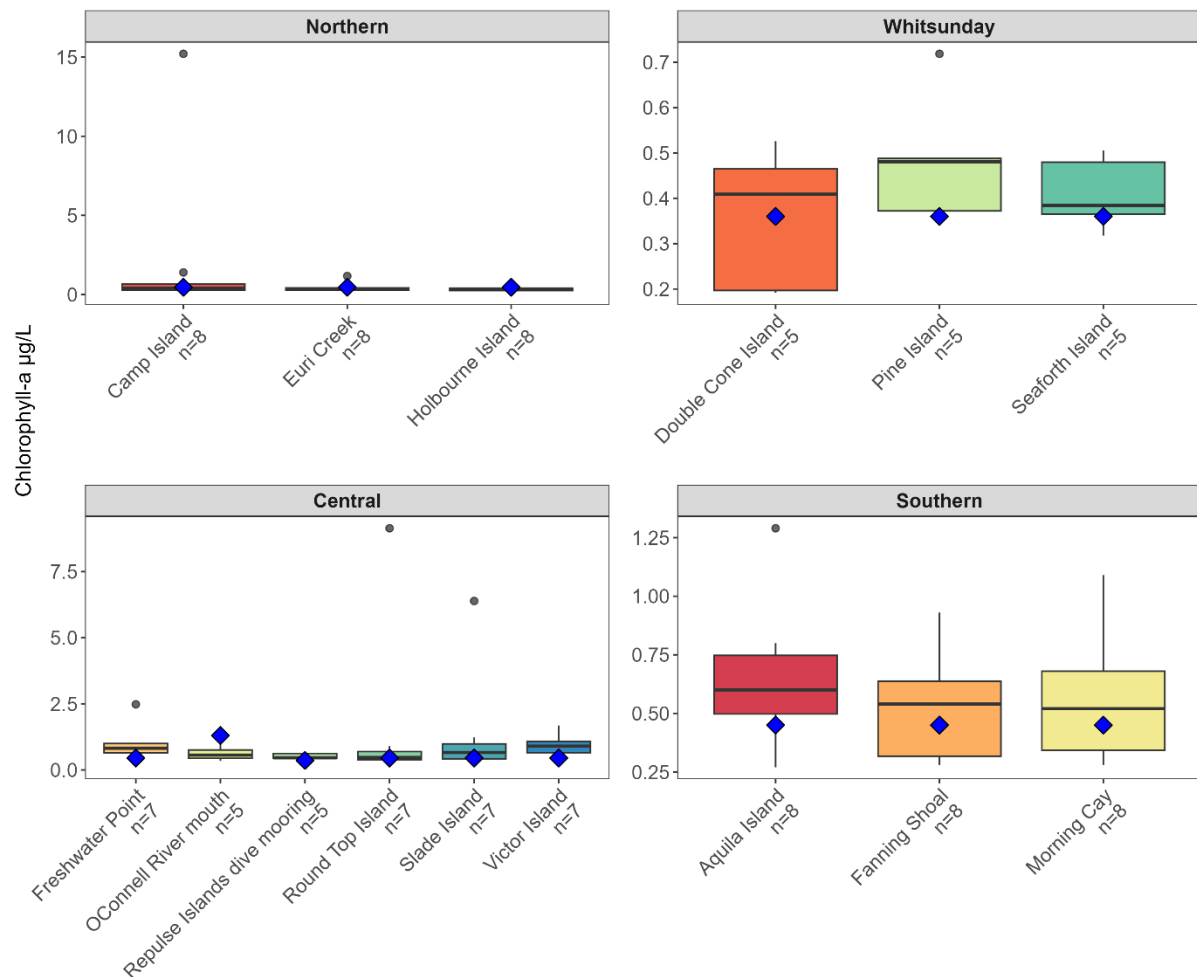 Northern
Whitsunday
15
10
5
0
0.7
0.6
0.5
0.4
0.3
0.2
Camp Island
n=8
Euri Creek
n=8
Holbourne Island
n=8
Double Cone Island
n=5
Pine Island
n=5
Seaforth Island
n=5
Chlorophyll-a µg/L
Central
Southern
7.5
5.0
2.5
0.0
1.25
1.00
0.75
0.50
0.25
Freshwater Point
n=7
OConnell River mouth
n=5
Repulse Islands dive mooring
n=5
Round Top Island
n=7
Slade Island
n=7
Victor Island
n=7
Aquila Island
n=8
Fanning Shoal
n=8
Morning Cay
n=8